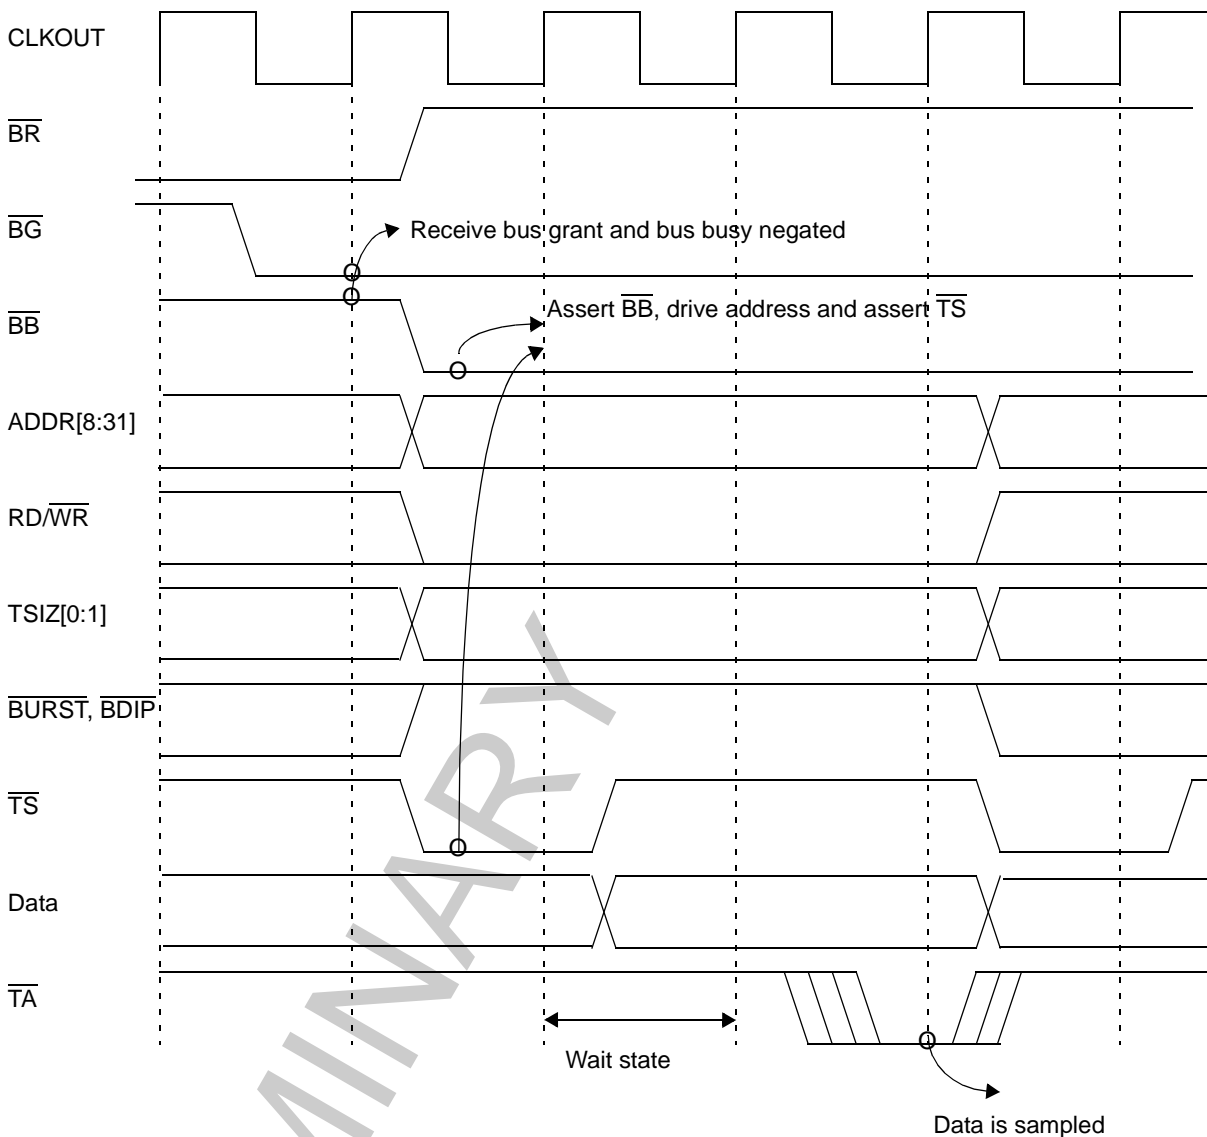 CLKOUT
BR
BG
Receive bus grant and bus busy negated
Assert BB, drive address and assert TS
BB
ADDR[8:31]
RD/WR
TSIZ[0:1]
BURST, BDIP
TS
Data
TA
Wait state
Data is sampled
MINARY